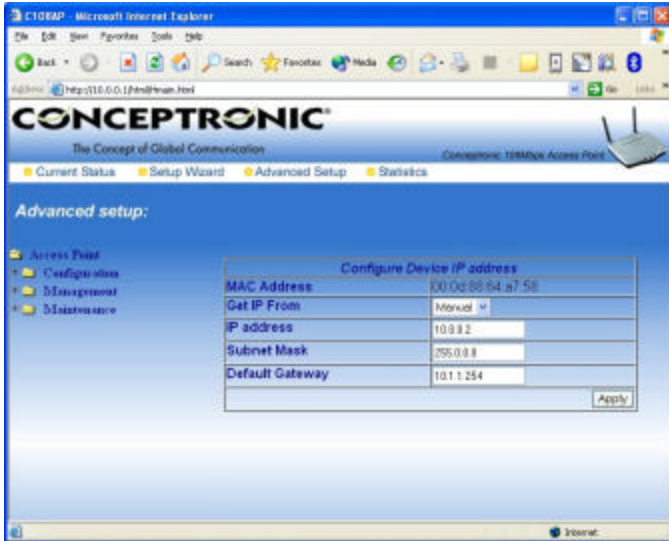 C108AP - Microsoft Internet Explorer
File Edit View Favorites Tools Help
Back Search Favorites Media
Address http://10.0.0.1/html/Hmain.html Go Links
CONCEPTRONIC
The Concept of Global Communication
Conceptronic 108Mbps Access Point
Current Status Setup Wizard Advanced Setup Statistics
Advanced setup:
Access Point
Configuration
Management
Maintenance
Configure Device IP address
MAC Address 00:0d:88:64:a7:58
Get IP From Manual
IP address 10.0.0.2
Subnet Mask 255.0.0.0
Default Gateway 10.1.1.254
Apply
Internet